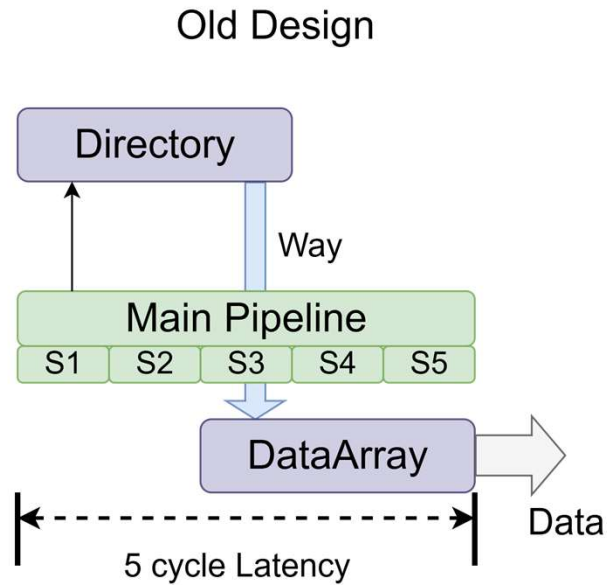 Old Design
Directory
Way
Main Pipeline
S1 S2 S3 S4 S5
DataArray
Data
5 cycle Latency